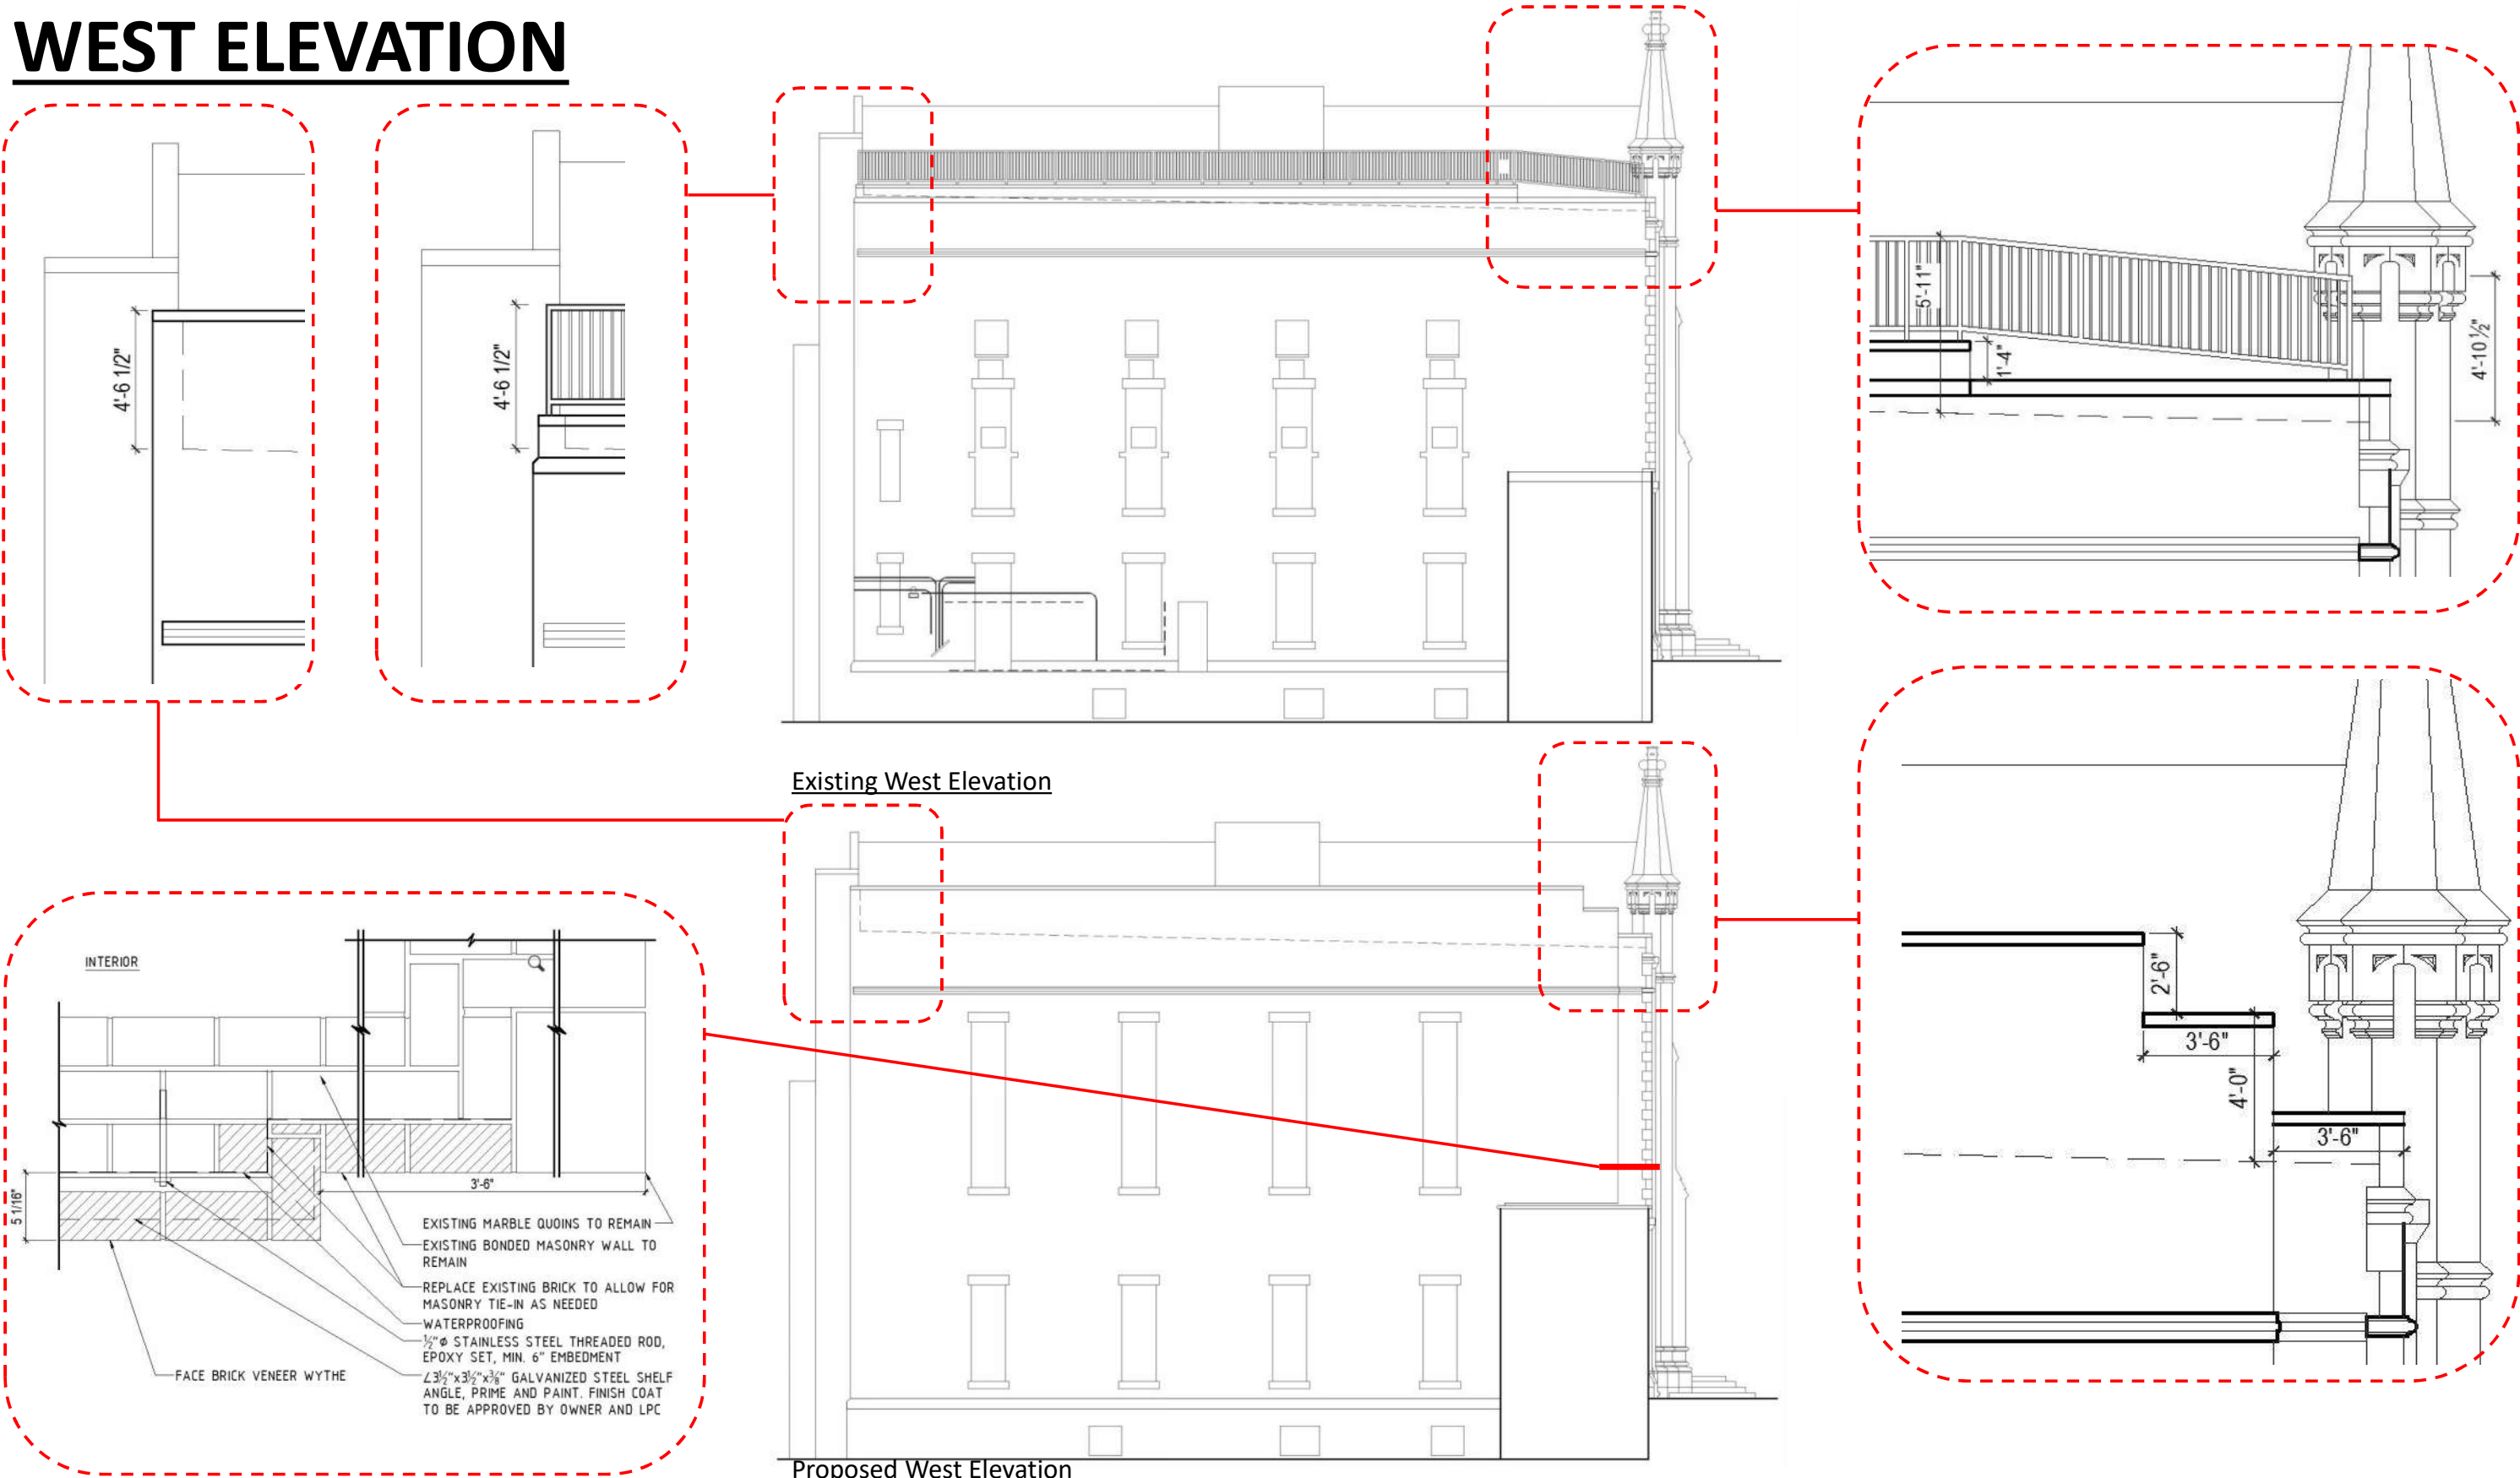 WEST ELEVATION
4'-6 1/2"
4'-6 1/2"
5'-11"
1'-4"
4'-10½"
Existing West Elevation
INTERIOR
5 1/16"
3'-6"
EXISTING MARBLE QUOINS TO REMAIN
EXISTING BONDED MASONRY WALL TO
REMAIN
REPLACE EXISTING BRICK TO ALLOW FOR
MASONRY TIE-IN AS NEEDED
WATERPROOFING
½"ø STAINLESS STEEL THREADED ROD,
EPOXY SET, MIN. 6" EMBEDMENT
FACE BRICK VENEER WYTHE
∠3½"x3½"x⅜" GALVANIZED STEEL SHELF
ANGLE, PRIME AND PAINT. FINISH COAT
TO BE APPROVED BY OWNER AND LPC
2'-6"
3'-6"
4'-0"
3'-6"
Proposed West Elevation